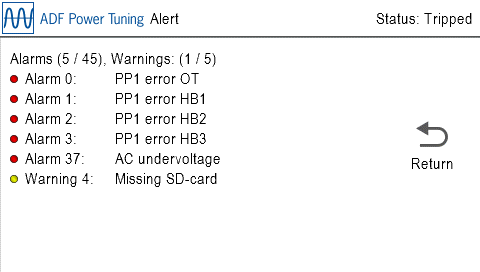 ADF Power Tuning Alert Status: Tripped
Alarms (5 / 45), Warnings: (1 / 5)
Alarm 0: PP1 error OT
Alarm 1: PP1 error HB1
Alarm 2: PP1 error HB2
Alarm 3: PP1 error HB3
Alarm 37: AC undervoltage
Warning 4: Missing SD-card
Return